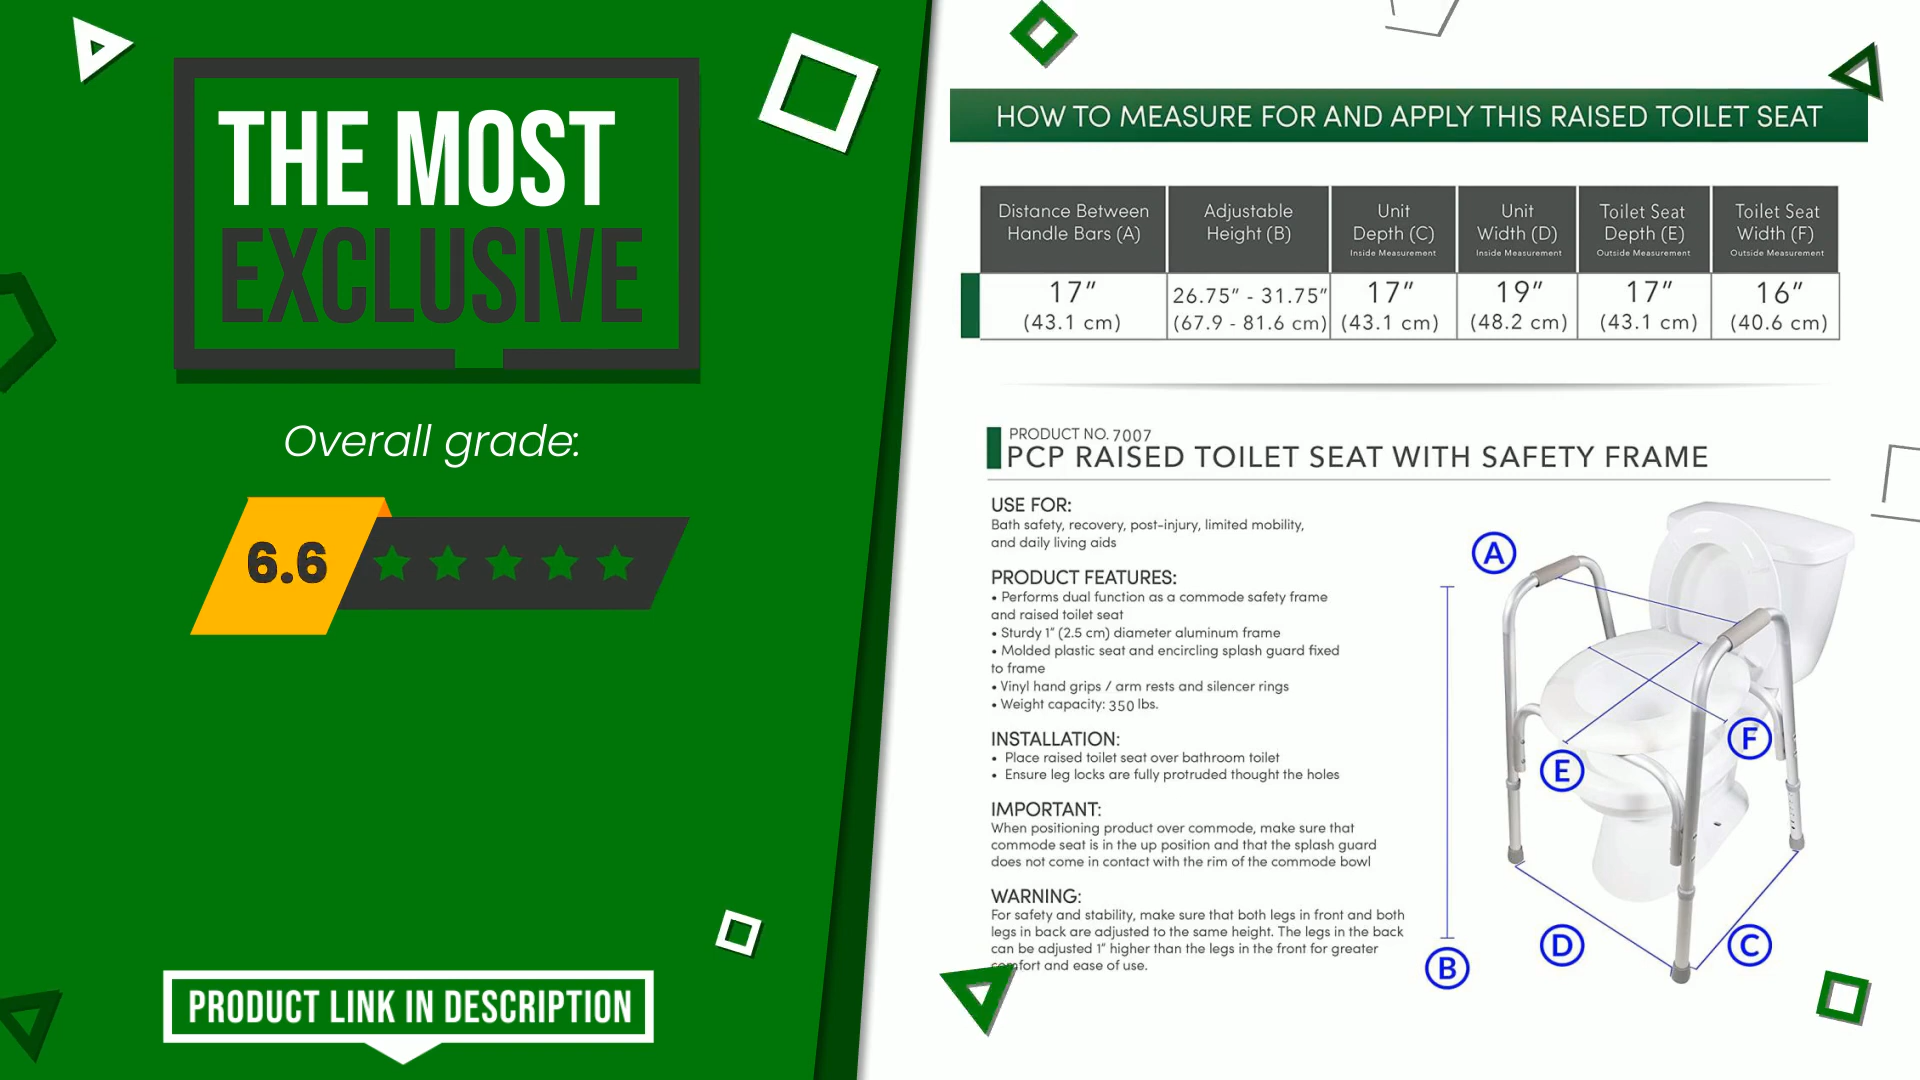 THE MOST
EXCLUSIVE
Overall grade:
6.6
PRODUCT LINK IN DESCRIPTION
HOW TO MEASURE FOR AND APPLY THIS RAISED TOILET SEAT
Distance Between
Handle Bars (A)
Adjustable
Height (B)
Unit
Depth (C)
Inside Measurement
Unit
Width (D)
Inside Measurement
Toilet Seat
Depth (E)
Outside Measurement
Toilet Seat
Width (F)
Outside Measurement
17”
(43.1 cm)
26.75” - 31.75”
(67.9 - 81.6 cm)
17”
(43.1 cm)
19”
(48.2 cm)
17”
(43.1 cm)
16”
(40.6 cm)
PRODUCT NO. 7007
PCP RAISED TOILET SEAT WITH SAFETY FRAME
USE FOR:
Bath safety, recovery, post-injury, limited mobility,
and daily living aids
PRODUCT FEATURES:
• Performs dual function as a commode safety frame
and raised toilet seat
• Sturdy 1” (2.5 cm) diameter aluminum frame
• Molded plastic seat and encircling splash guard fixed
to frame
• Vinyl hand grips / arm rests and silencer rings
• Weight capacity: 350 lbs.
INSTALLATION:
• Place raised toilet seat over bathroom toilet
• Ensure leg locks are fully protruded thought the holes
IMPORTANT:
When positioning product over commode, make sure that
commode seat is in the up position and that the splash guard
does not come in contact with the rim of the commode bowl
WARNING:
For safety and stability, make sure that both legs in front and both
legs in back are adjusted to the same height. The legs in the back
can be adjusted 1” higher than the legs in the front for greater
comfort and ease of use.
A
F
E
D
C
B